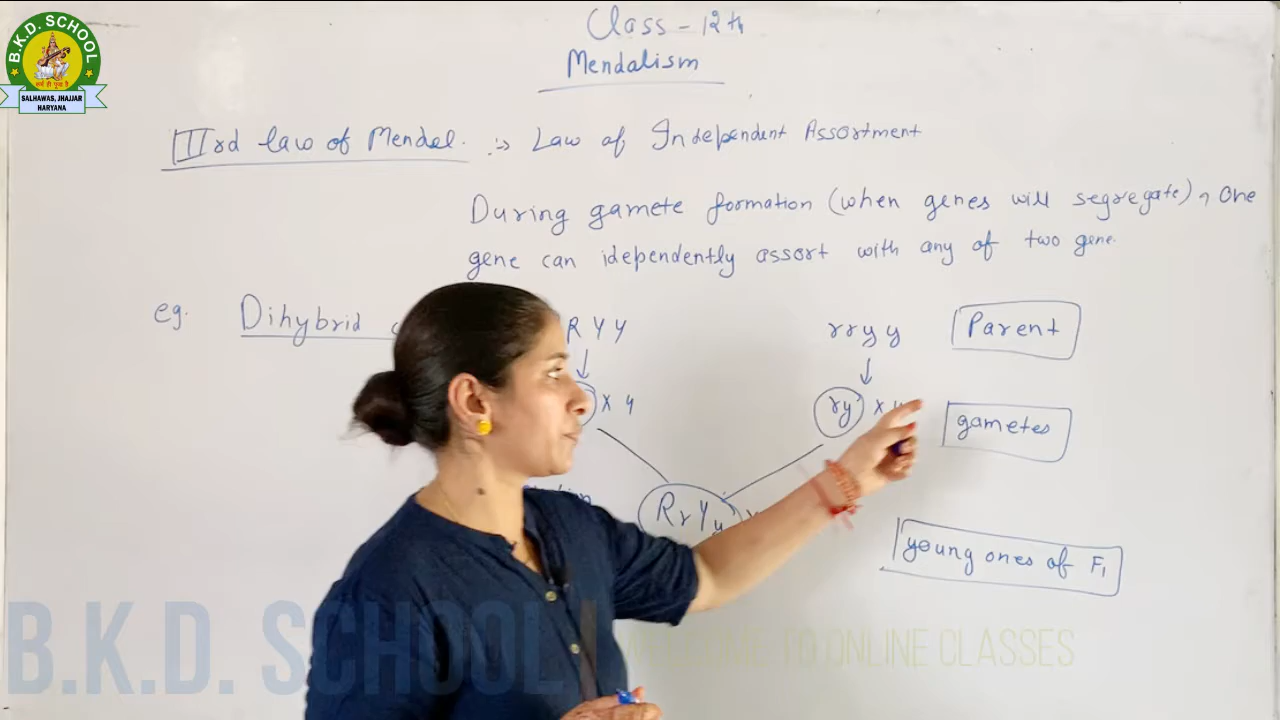 B.K.D. SCHOOL
SALHAWAS, JHAJJAR
HARYANA
Class - 12th
Mendalism
IIIrd law of Mendel. :→ Law of Independent Assortment
During gamete formation (when genes will segregate), one
gene can idependently assort with any of two gene.
eg. Dihybrid
R Y Y rryy Parent
x 4 ry x gametes
RrYy
young ones of F1
B.K.D. SCHOOL | WELCOME TO ONLINE CLASSES